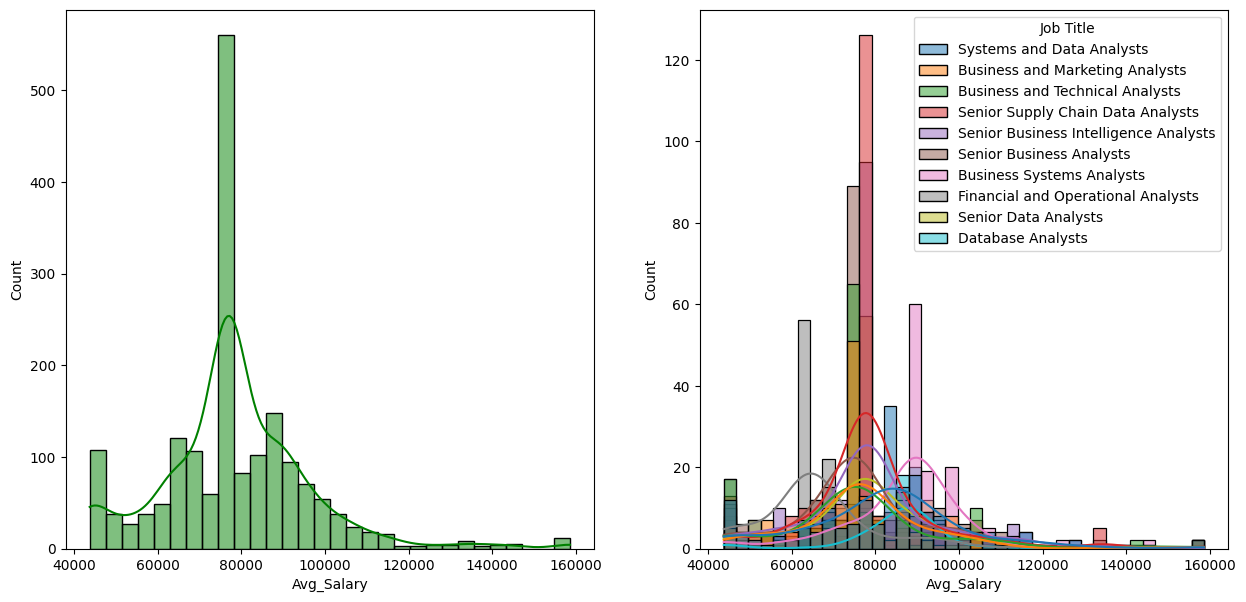 500
400
300
200
100
0
Count
40000 60000 80000 100000 120000 140000 160000
Avg_Salary
120
100
80
60
40
20
0
Count
40000 60000 80000 100000 120000 140000 160000
Avg_Salary
Job Title
Systems and Data Analysts
Business and Marketing Analysts
Business and Technical Analysts
Senior Supply Chain Data Analysts
Senior Business Intelligence Analysts
Senior Business Analysts
Business Systems Analysts
Financial and Operational Analysts
Senior Data Analysts
Database Analysts